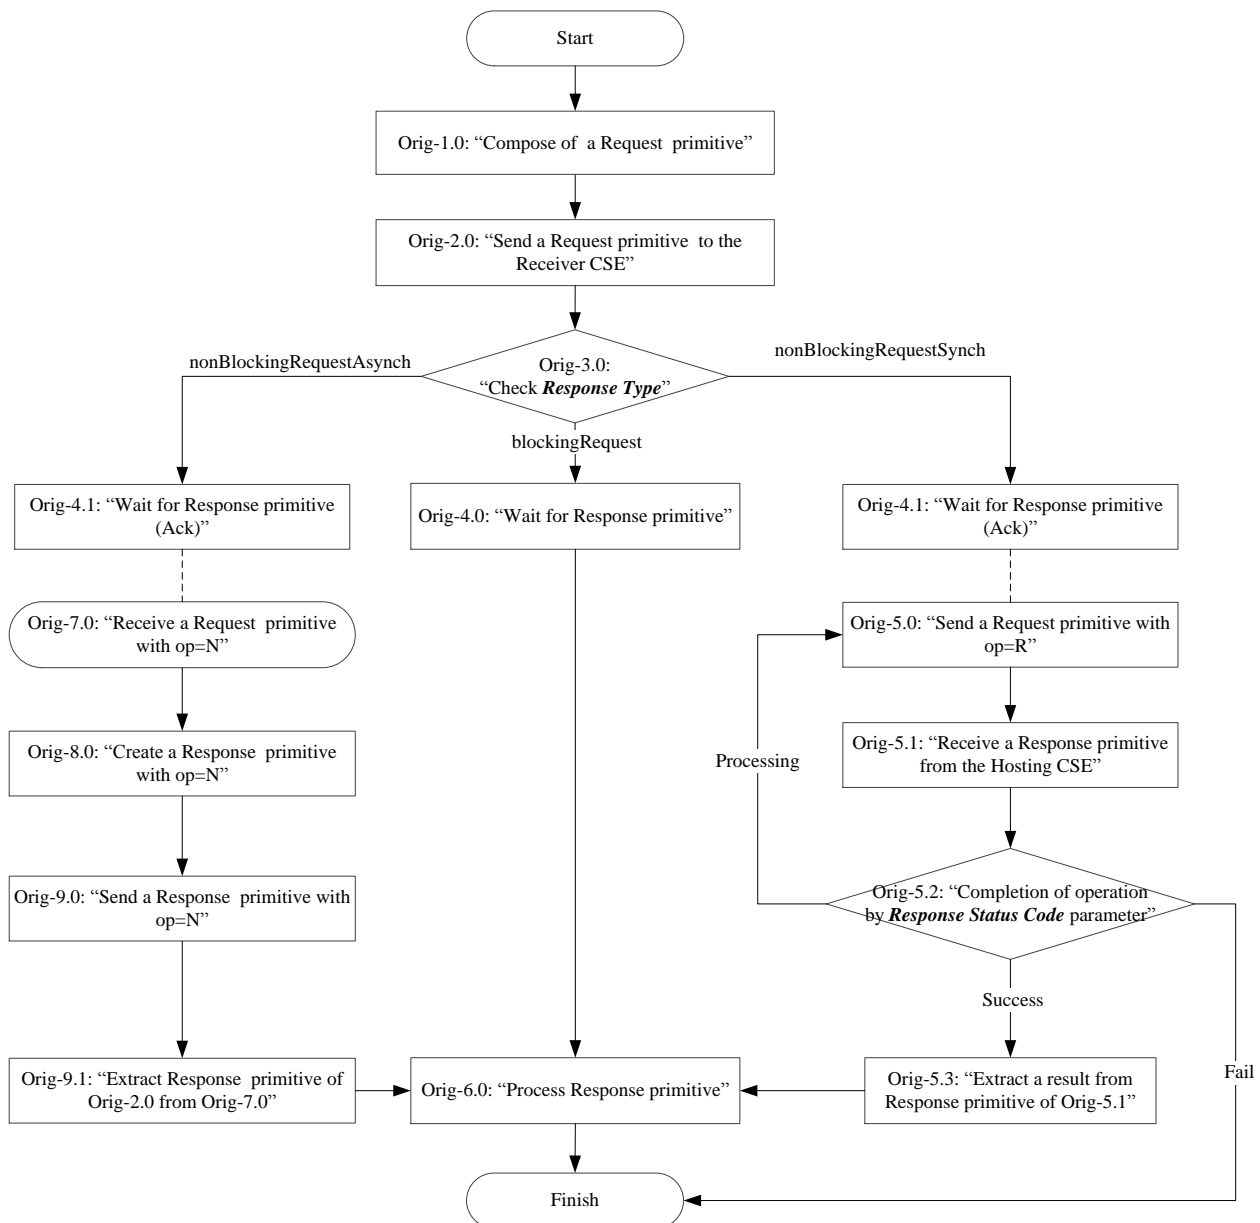 Start
Orig-1.0: “Compose of a Request primitive”
Orig-2.0: “Send a Request primitive to the
Receiver CSE”
nonBlockingRequestAsynch
nonBlockingRequestSynch
Orig-3.0:
“Check Response Type”
blockingRequest
Orig-4.1: “Wait for Response primitive
(Ack)”
Orig-4.0: “Wait for Response primitive”
Orig-4.1: “Wait for Response primitive
(Ack)”
Orig-7.0: “Receive a Request primitive
with op=N”
Orig-5.0: “Send a Request primitive with
op=R”
Orig-8.0: “Create a Response primitive
with op=N”
Processing
Orig-5.1: “Receive a Response primitive
from the Hosting CSE”
Orig-9.0: “Send a Response primitive with
op=N”
Orig-5.2: “Completion of operation
by Response Status Code parameter”
Success
Orig-9.1: “Extract Response primitive of
Orig-2.0 from Orig-7.0”
Orig-6.0: “Process Response primitive”
Orig-5.3: “Extract a result from
Response primitive of Orig-5.1”
Fail
Finish